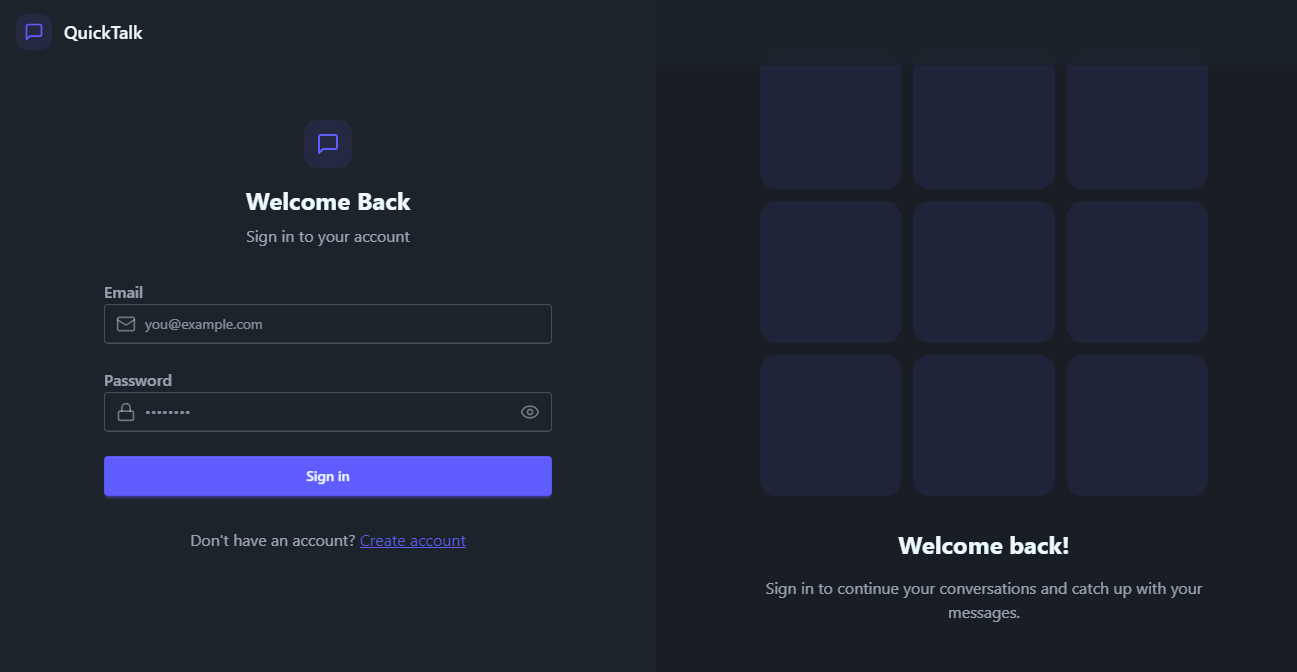 QuickTalk
Welcome Back
Sign in to your account
Email
you@example.com
Password
••••••••
Sign in
Don't have an account? Create account
Welcome back!
Sign in to continue your conversations and catch up with your
messages.